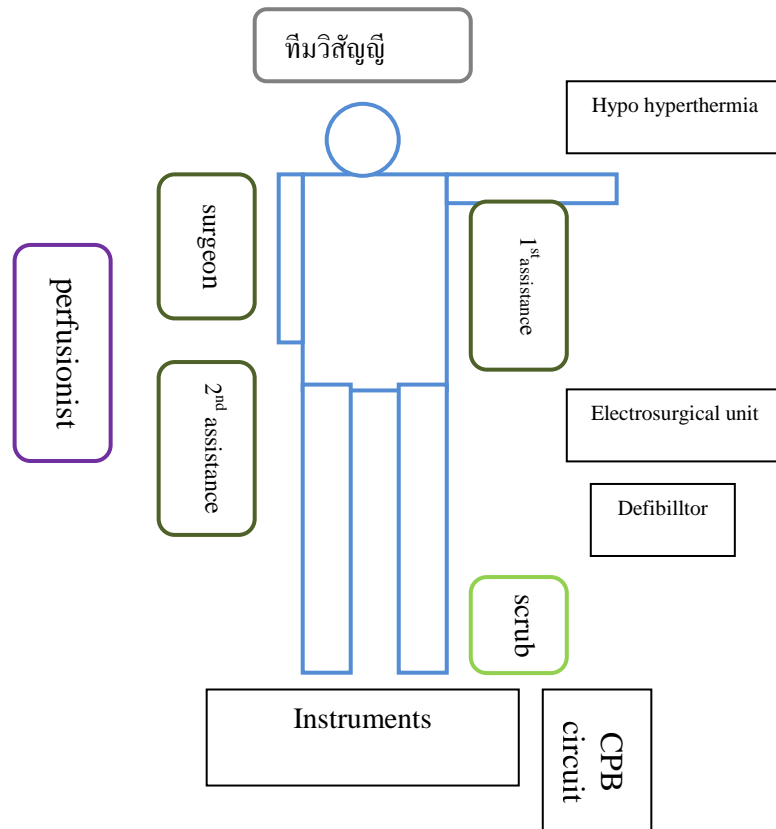 ทีมวิสัญญี
Hypo hyperthermia
surgeon
1st assistance
perfusionist
2nd assistance
Electrosurgical unit
Defibilltor
scrub
Instruments
CPB
circuit